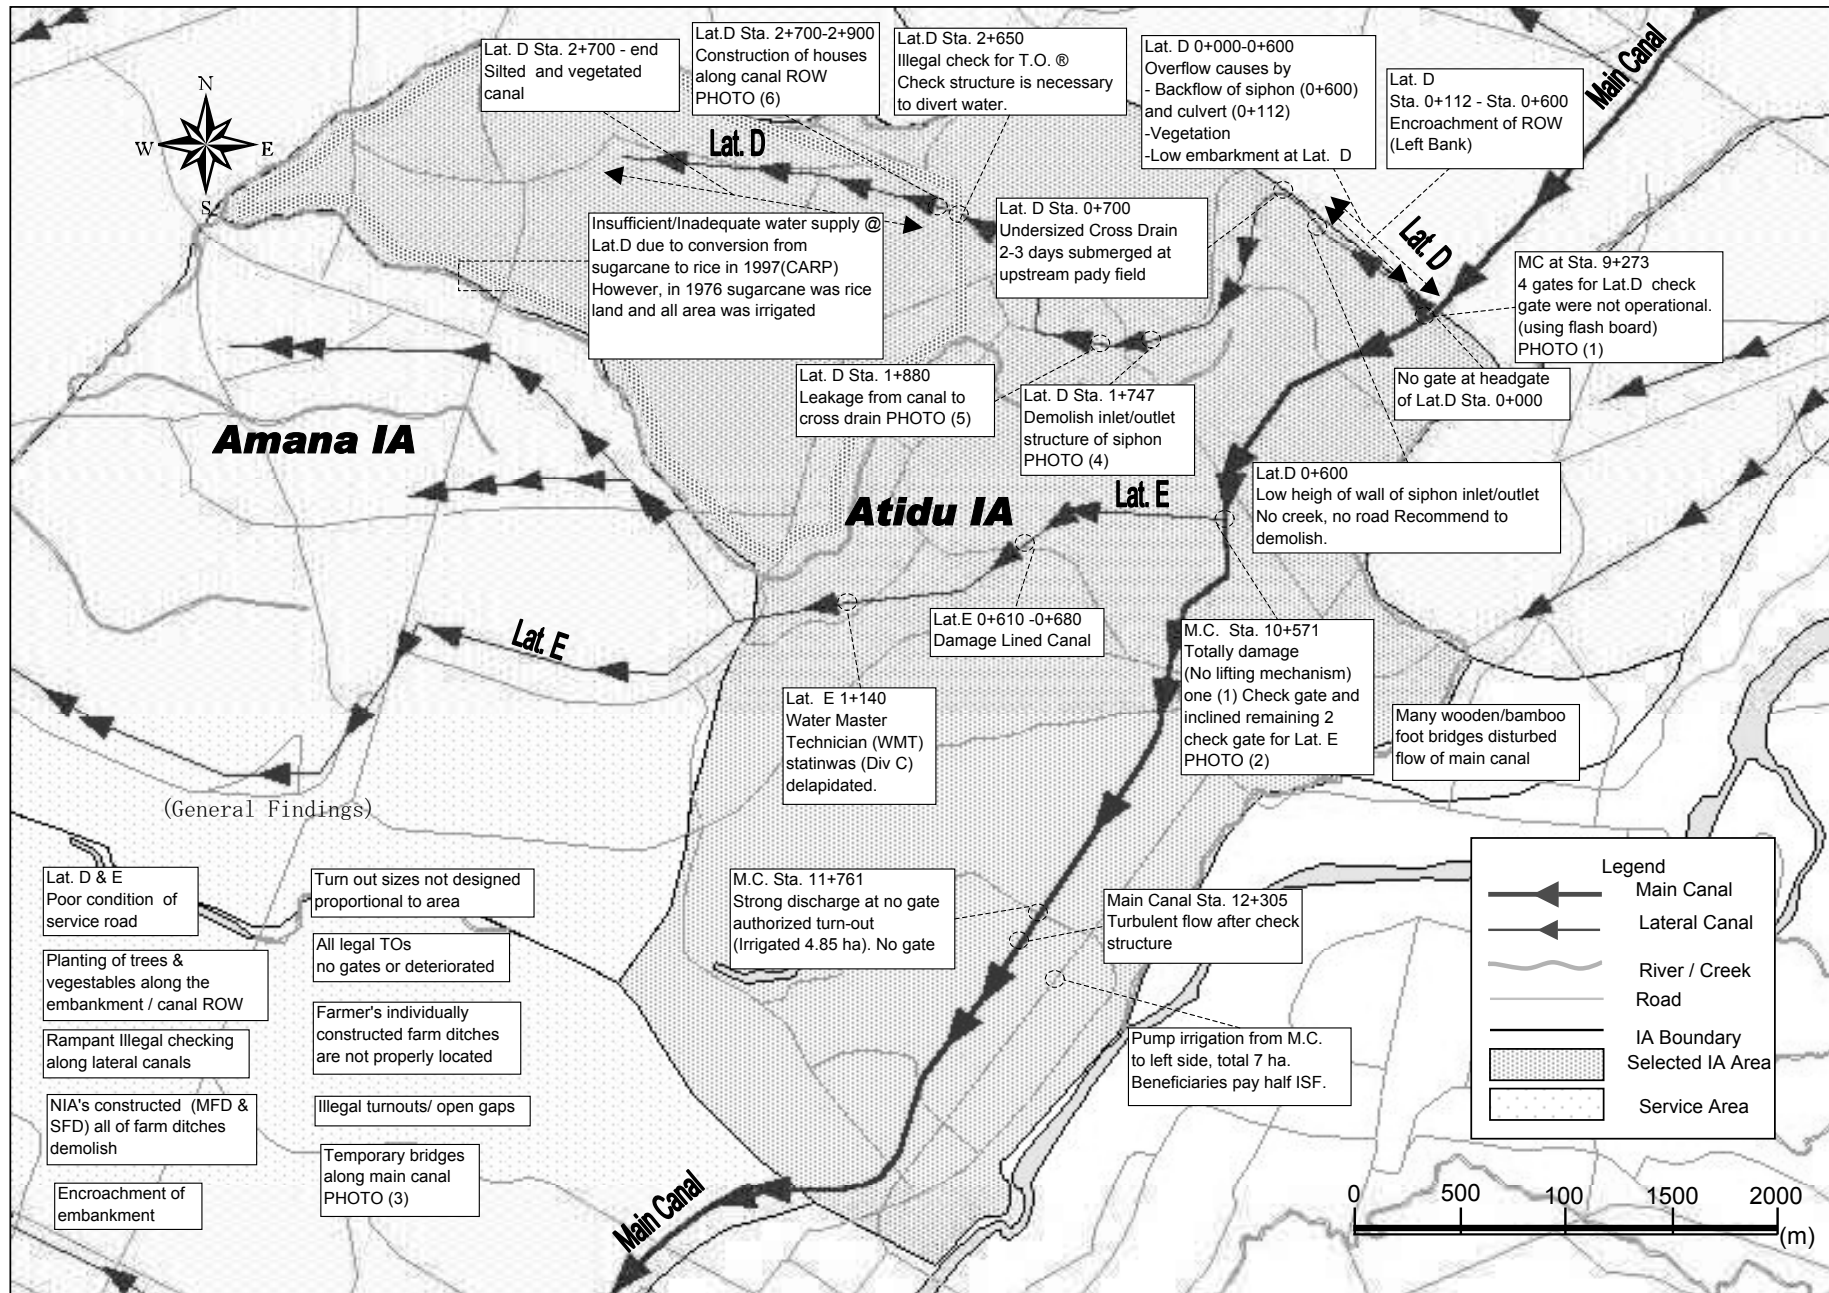 Lat. D Sta. 2+700 - end
Silted and vegetated
canal
Lat.D Sta. 2+700-2+900
Construction of houses
along canal ROW
PHOTO (6)
Lat.D Sta. 2+650
Illegal check for T.O. ®
Check structure is necessary
to divert water.
Lat. D 0+000-0+600
Overflow causes by
- Backflow of siphon (0+600)
and culvert (0+112)
-Vegetation
-Low embarkment at Lat. D
Lat. D
Sta. 0+112 - Sta. 0+600
Encroachment of ROW
(Left Bank)
Main Canal
N
W
E
S
Lat. D
Lat. D
Insufficient/Inadequate water supply @
Lat.D due to conversion from
sugarcane to rice in 1997(CARP)
However, in 1976 sugarcane was rice
land and all area was irrigated
Lat. D Sta. 0+700
Undersized Cross Drain
2-3 days submerged at
upstream pady field
MC at Sta. 9+273
4 gates for Lat.D check
gate were not operational.
(using flash board)
PHOTO (1)
No gate at headgate
of Lat.D Sta. 0+000
Lat. D Sta. 1+880
Leakage from canal to
cross drain PHOTO (5)
Lat. D Sta. 1+747
Demolish inlet/outlet
structure of siphon
PHOTO (4)
Amana IA
Atidu IA
Lat. E
Lat.D 0+600
Low heigh of wall of siphon inlet/outlet
No creek, no road Recommend to
demolish.
Lat. E
Lat.E 0+610 -0+680
Damage Lined Canal
M.C. Sta. 10+571
Totally damage
(No lifting mechanism)
one (1) Check gate and
inclined remaining 2
check gate for Lat. E
PHOTO (2)
Lat. E 1+140
Water Master
Technician (WMT)
statinwas (Div C)
delapidated.
Many wooden/bamboo
foot bridges disturbed
flow of main canal
(General Findings)
Lat. D & E
Poor condition of
service road
Turn out sizes not designed
proportional to area
Planting of trees &
vegestables along the
embankment / canal ROW
All legal TOs
no gates or deteriorated
Rampant Illegal checking
along lateral canals
Farmer's individually
constructed farm ditches
are not properly located
NIA's constructed (MFD &
SFD) all of farm ditches
demolish
Illegal turnouts/ open gaps
Encroachment of
embankment
Temporary bridges
along main canal
PHOTO (3)
M.C. Sta. 11+761
Strong discharge at no gate
authorized turn-out
(Irrigated 4.85 ha). No gate
Main Canal Sta. 12+305
Turbulent flow after check
structure
Pump irrigation from M.C.
to left side, total 7 ha.
Beneficiaries pay half ISF.
Main Canal
Legend
Main Canal
Lateral Canal
River / Creek
Road
IA Boundary
Selected IA Area
Service Area
0 500 100 1500 2000
(m)